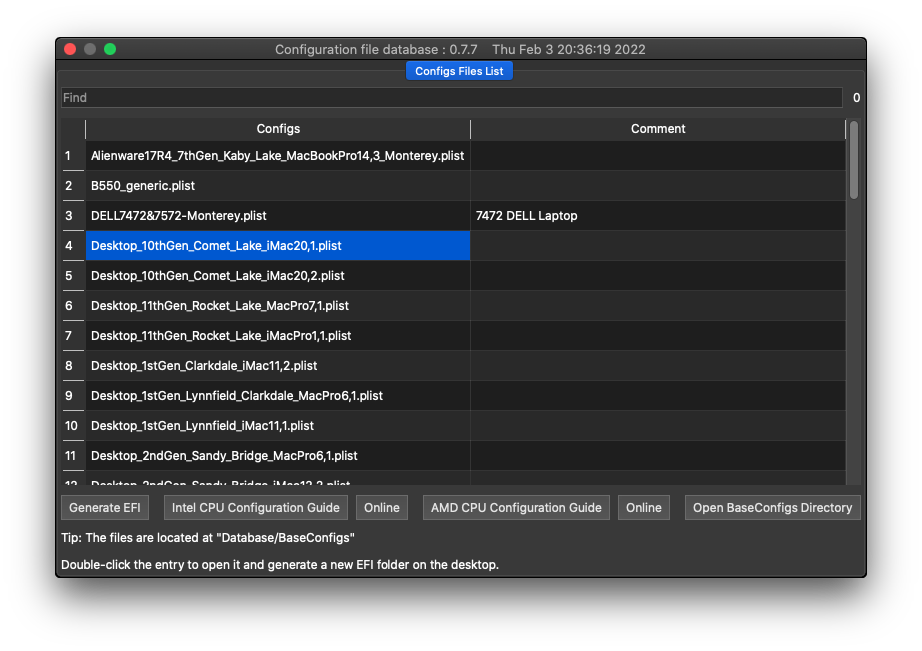 Configuration file database : 0.7.7 Thu Feb 3 20:36:19 2022
Configs Files List
Find 0
Configs Comment
1 Alienware17R4_7thGen_Kaby_Lake_MacBookPro14,3_Monterey.plist
2 B550_generic.plist
3 DELL7472&7572-Monterey.plist 7472 DELL Laptop
4 Desktop_10thGen_Comet_Lake_iMac20,1.plist
5 Desktop_10thGen_Comet_Lake_iMac20,2.plist
6 Desktop_11thGen_Rocket_Lake_MacPro7,1.plist
7 Desktop_11thGen_Rocket_Lake_iMacPro1,1.plist
8 Desktop_1stGen_Clarkdale_iMac11,2.plist
9 Desktop_1stGen_Lynnfield_Clarkdale_MacPro6,1.plist
10 Desktop_1stGen_Lynnfield_iMac11,1.plist
11 Desktop_2ndGen_Sandy_Bridge_MacPro6,1.plist
12 Desktop_2ndGen_Sandy_Bridge_iMac12,2.plist
Generate EFI Intel CPU Configuration Guide Online AMD CPU Configuration Guide Online Open BaseConfigs Directory
Tip: The files are located at "Database/BaseConfigs"
Double-click the entry to open it and generate a new EFI folder on the desktop.